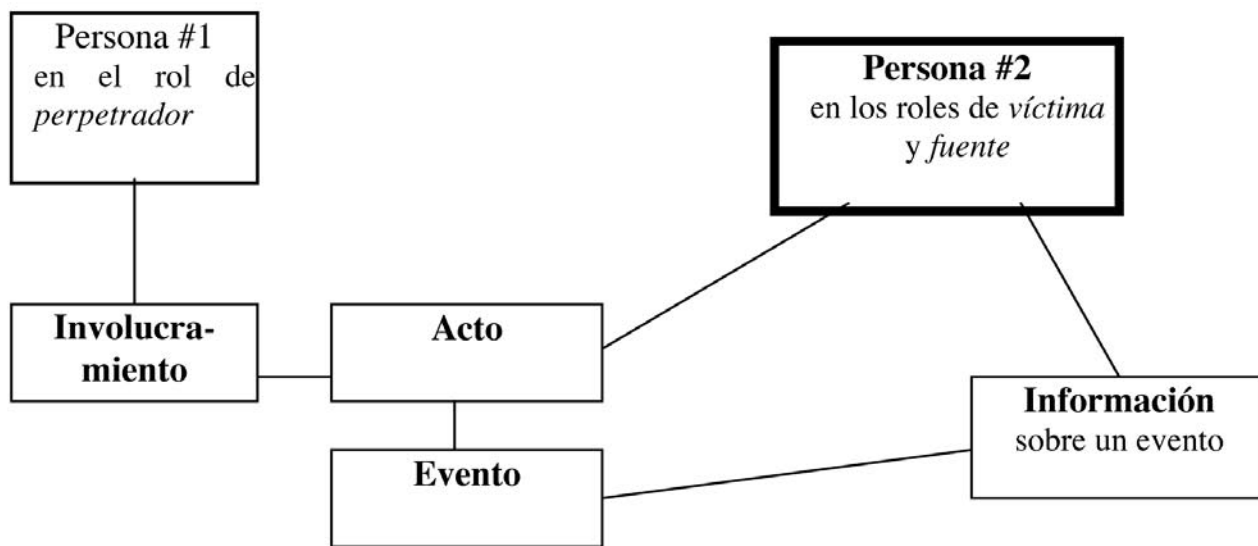 Persona #1
en el rol de
perpetrador
Persona #2
en los roles de víctima
y fuente
Involucra-
miento
Acto
Información
sobre un evento
Evento